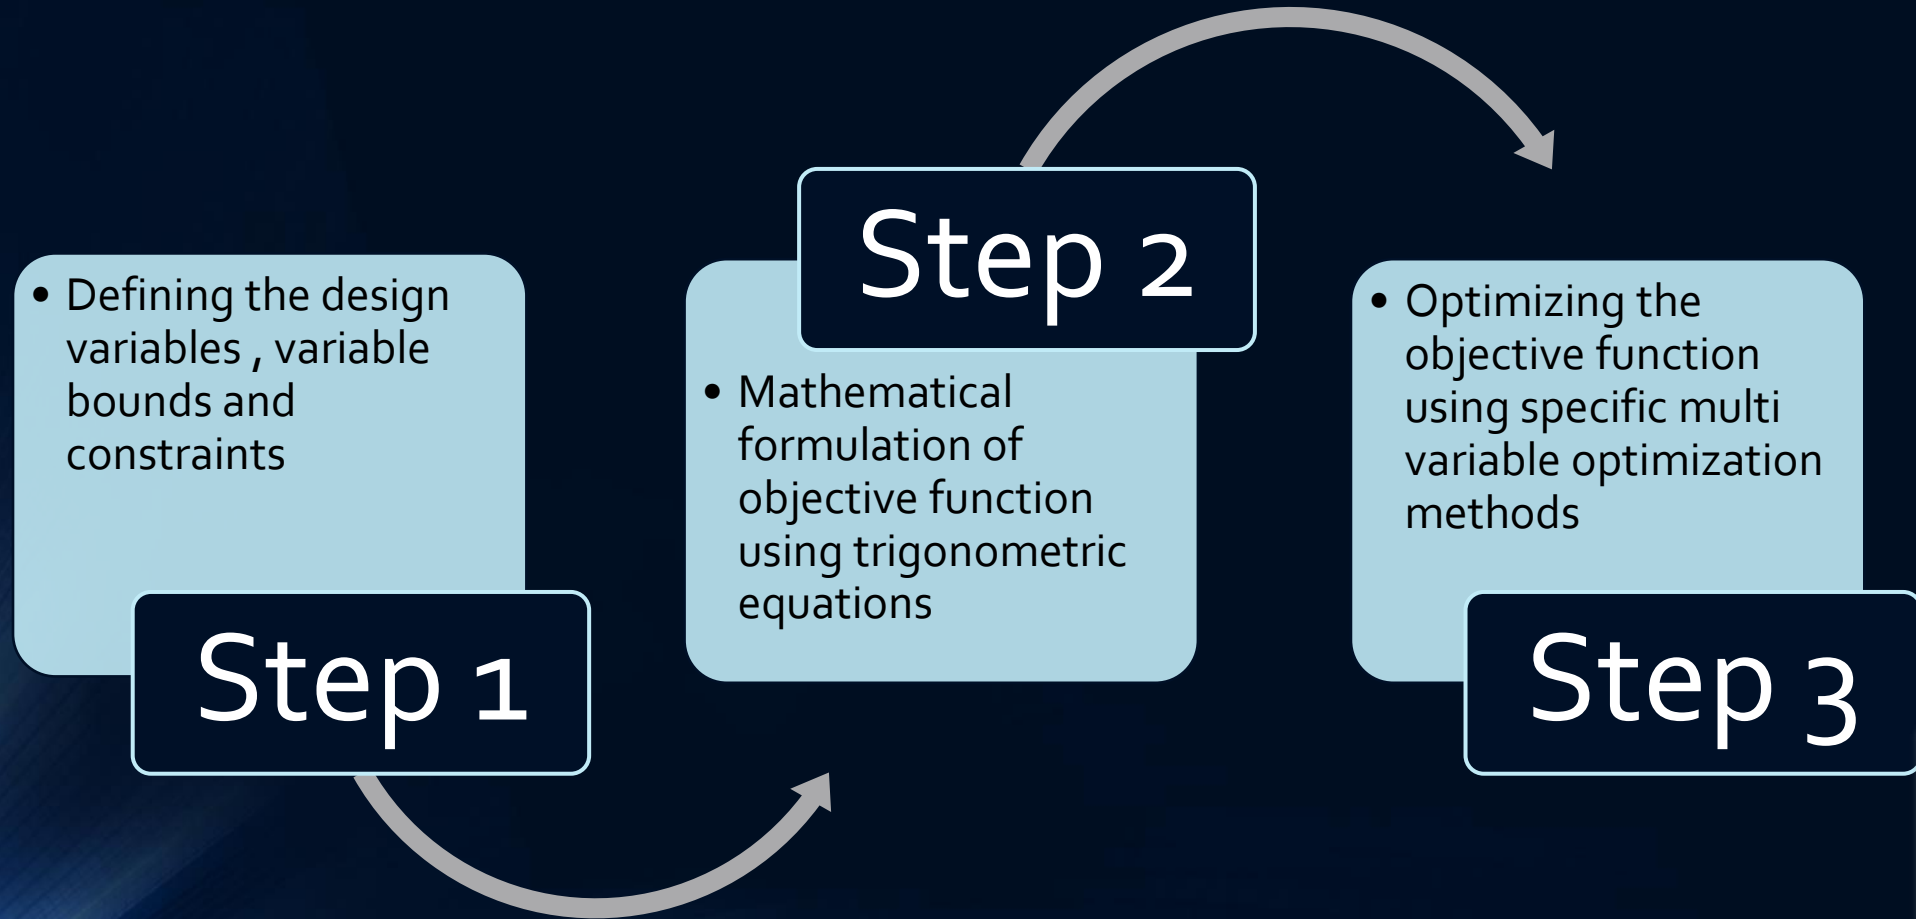 • Defining the design
variables , variable
bounds and
constraints
Step 1
Step 2
• Mathematical
formulation of
objective function
using trigonometric
equations
• Optimizing the
objective function
using specific multi
variable optimization
methods
Step 3